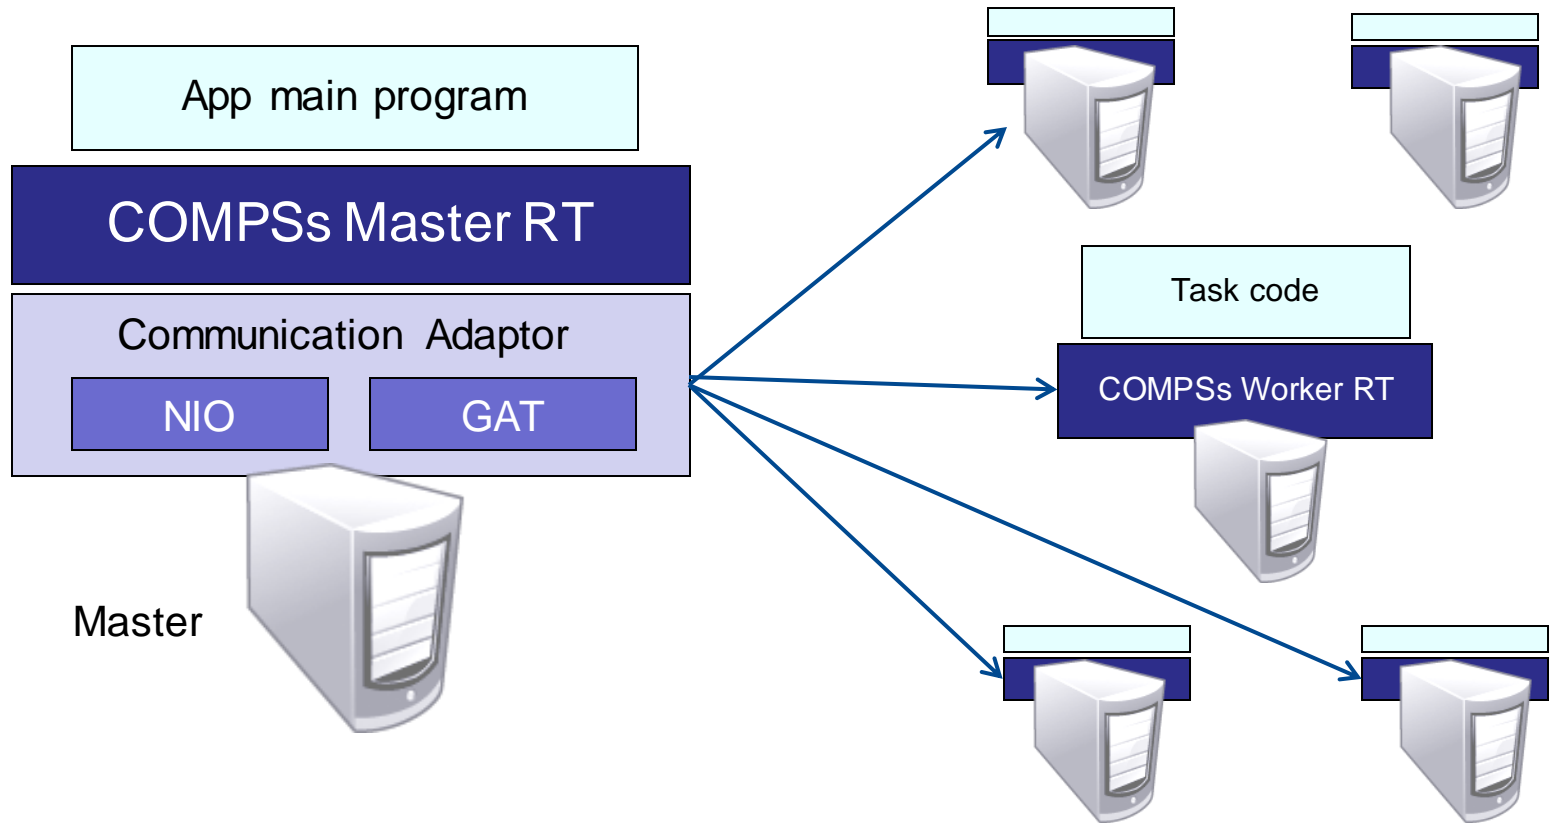 App main program
COMPSs Master RT
Communication Adaptor
NIO
GAT
Master
Task code
COMPSs Worker RT